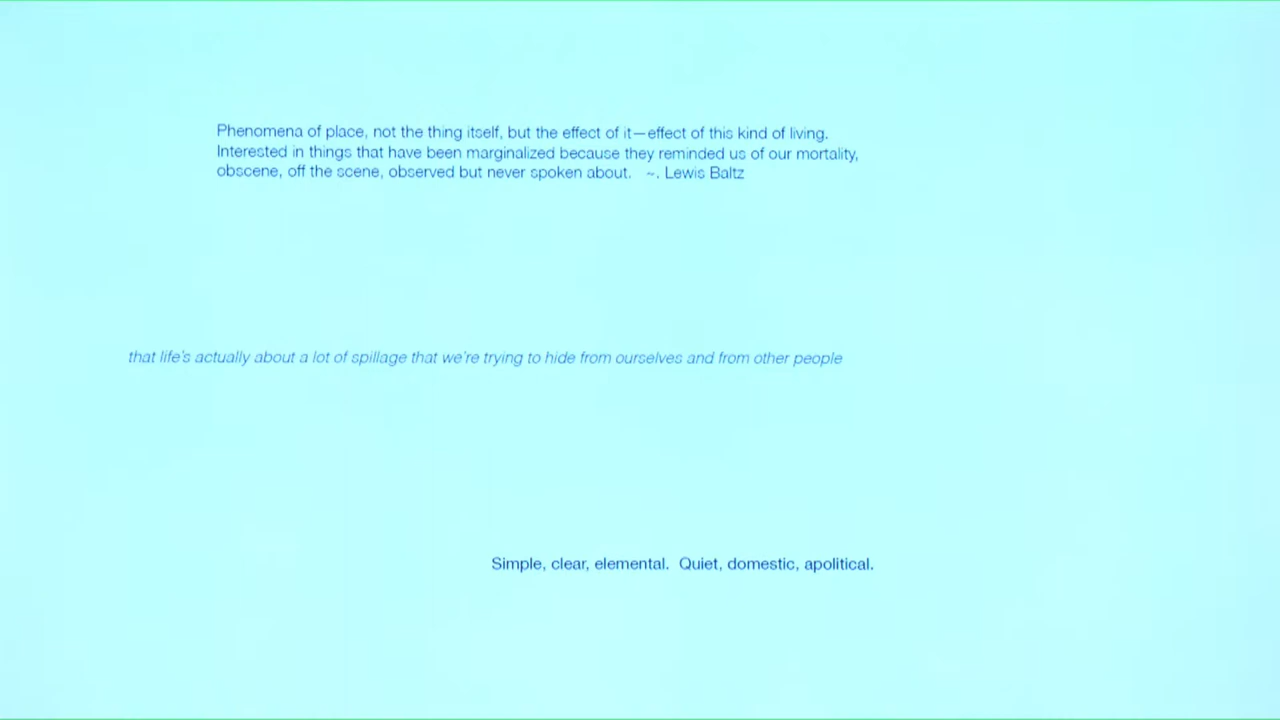 Phenomena of place, not the thing itself, but the effect of it—effect of this kind of living.
Interested in things that have been marginalized because they reminded us of our mortality,
obscene, off the scene, observed but never spoken about.   ~. Lewis Baltz
that life's actually about a lot of spillage that we're trying to hide from ourselves and from other people
Simple, clear, elemental.  Quiet, domestic, apolitical.